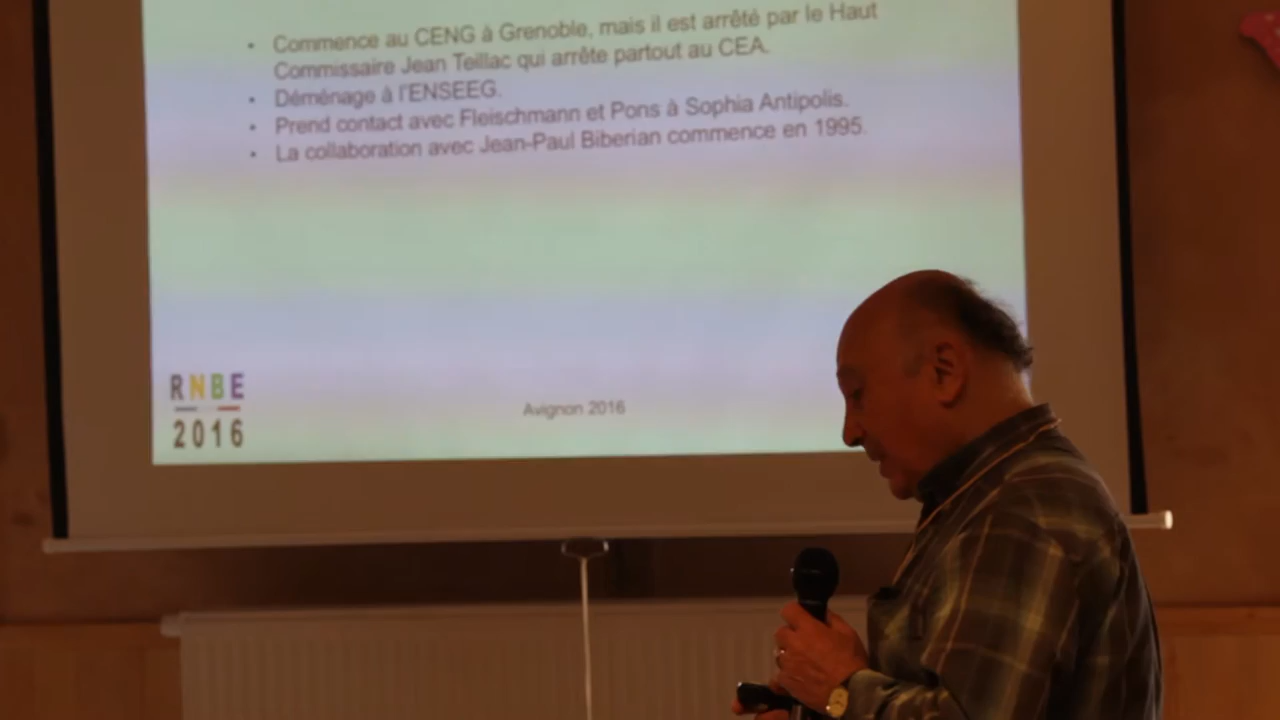 • Commence au CENG à Grenoble, mais il est arrêté par le Haut
Commissaire Jean Teillac qui arrête partout au CEA.
• Déménage à l'ENSEEG.
• Prend contact avec Fleischmann et Pons à Sophia Antipolis.
• La collaboration avec Jean-Paul Biberian commence en 1995.
RNBE
2016
Avignon 2016